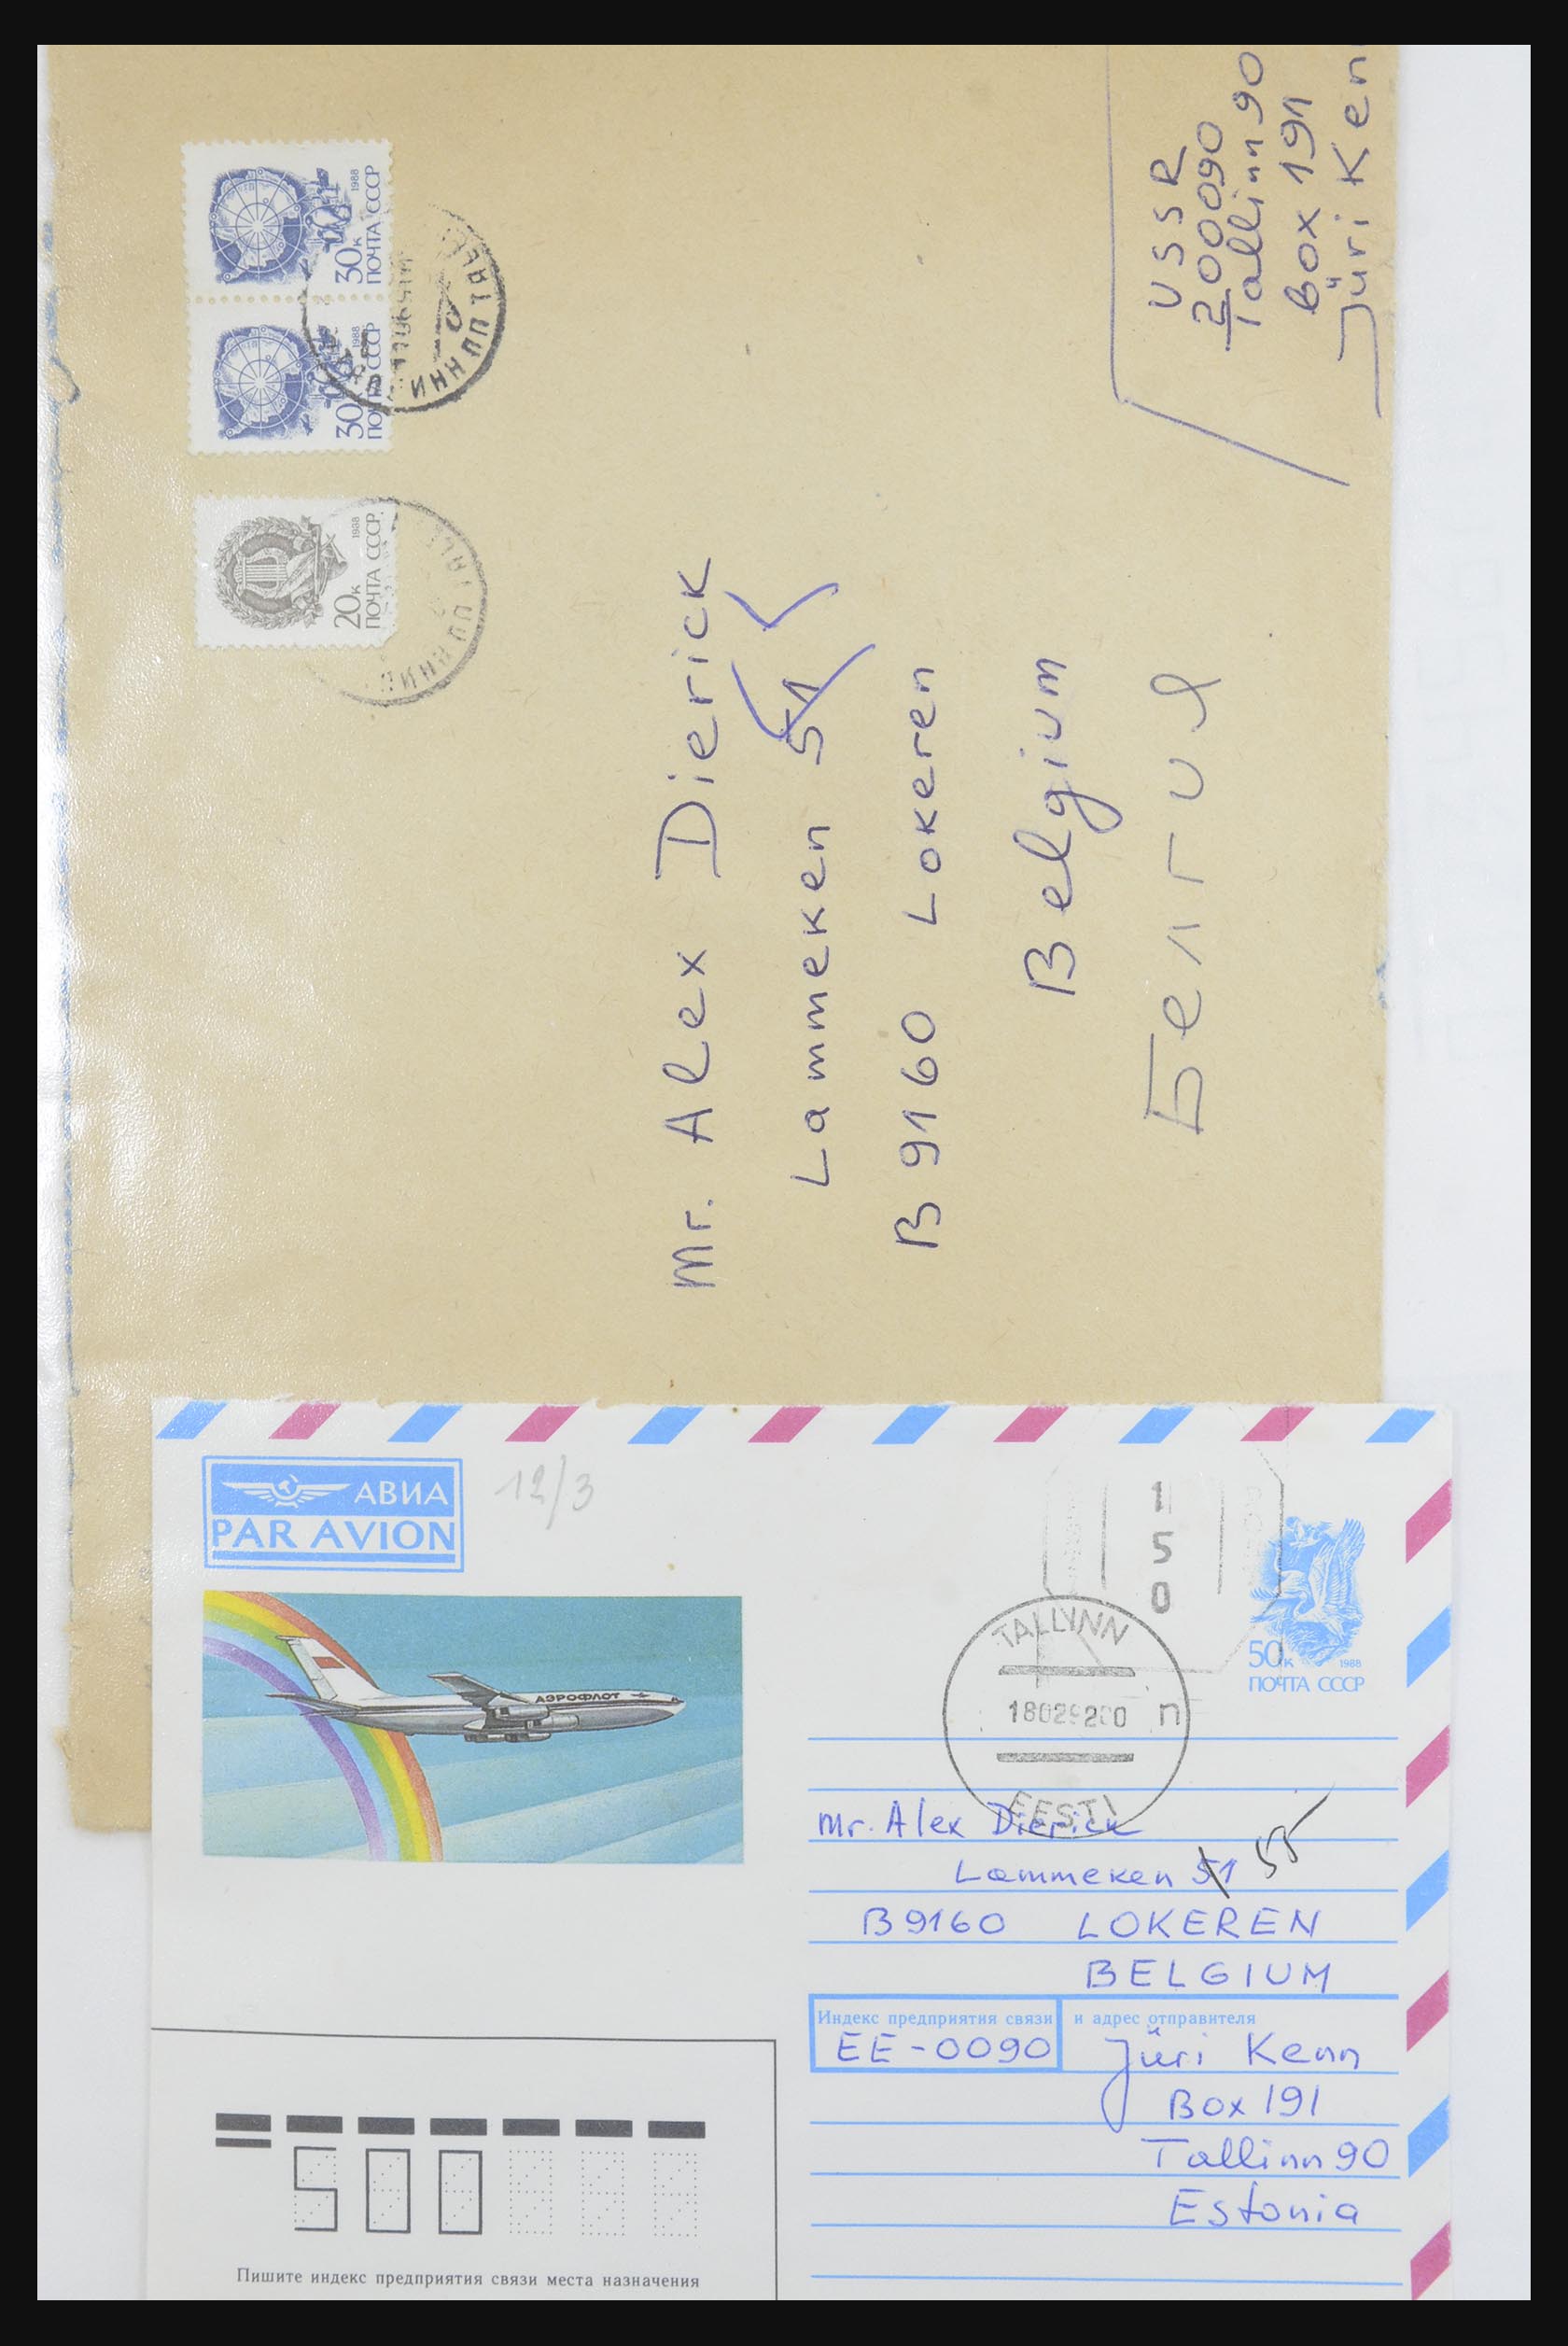 30к
ПОЧТА СССР
1988
30к
ПОЧТА СССР
1988
20к
ПОЧТА СССР
1988
Mr. Alex Dierick
Lammeken 51
B 9160 Lokeren
Belgium
Белгия
USSR
200090
Tallinn 90
Box 191
Jüri Ken
АВИА
PAR AVION
12/3
АЭРОФЛОТ
150
50к
1988
ПОЧТА СССР
TALLINN
n
EESTI
Mr. Alex Dierick
Lammeken 51 55
B9160 LOKEREN
BELGIUM
Индекс предприятия связи и адрес отправителя
EE-0090 Jüri Kenn
Box 191
Tallinn 90
Estonia
500
Пишите индекс предприятия связи места назначения